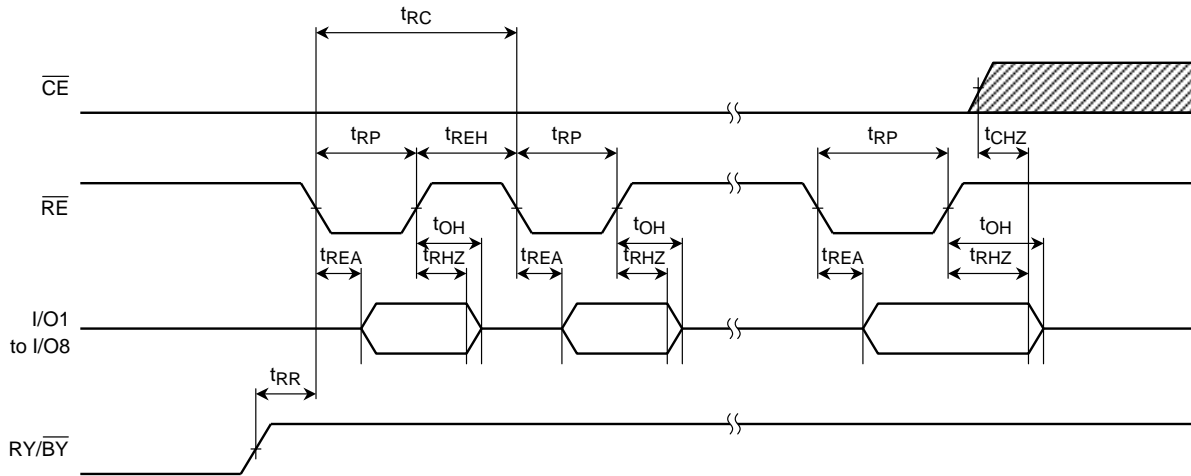 tRC
CE
tRP tREH tRP tRP tCHZ
RE
tOH tOH tOH
tREA tRHZ tREA tRHZ tREA tRHZ
I/O1
to I/O8
tRR
RY/BY